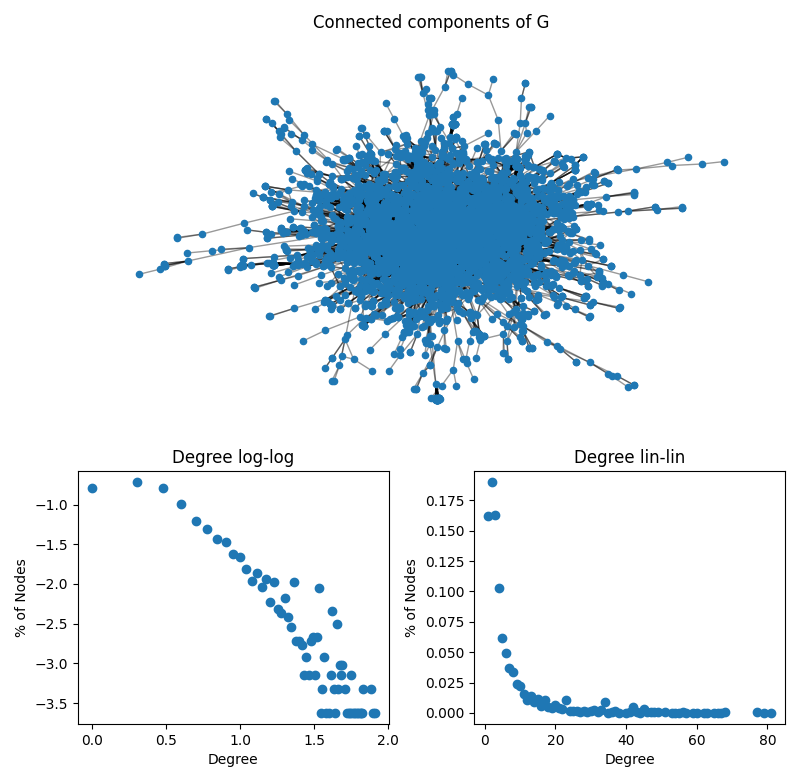 Connected components of G
Degree log-log
% of Nodes
-1.0
−1.5
−2.0
−2.5
−3.0
−3.5
0.0 0.5 1.0 1.5 2.0
Degree
Degree lin-lin
% of Nodes
0.175
0.150
0.125
0.100
0.075
0.050
0.025
0.000
0 20 40 60 80
Degree